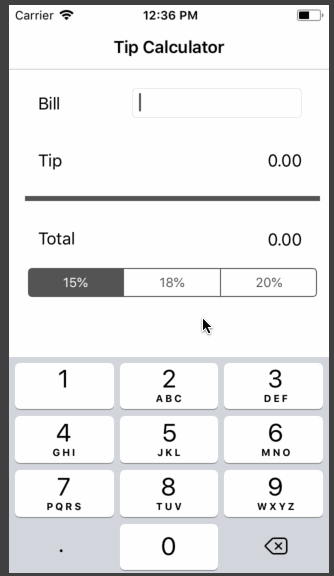 Carrier 12:36 PM
Tip Calculator
Bill
Tip 0.00
Total 0.00
15% 18% 20%
1 2 3
ABC DEF
4 5 6
GHI JKL MNO
7 8 9
PQRS TUV WXYZ
. 0